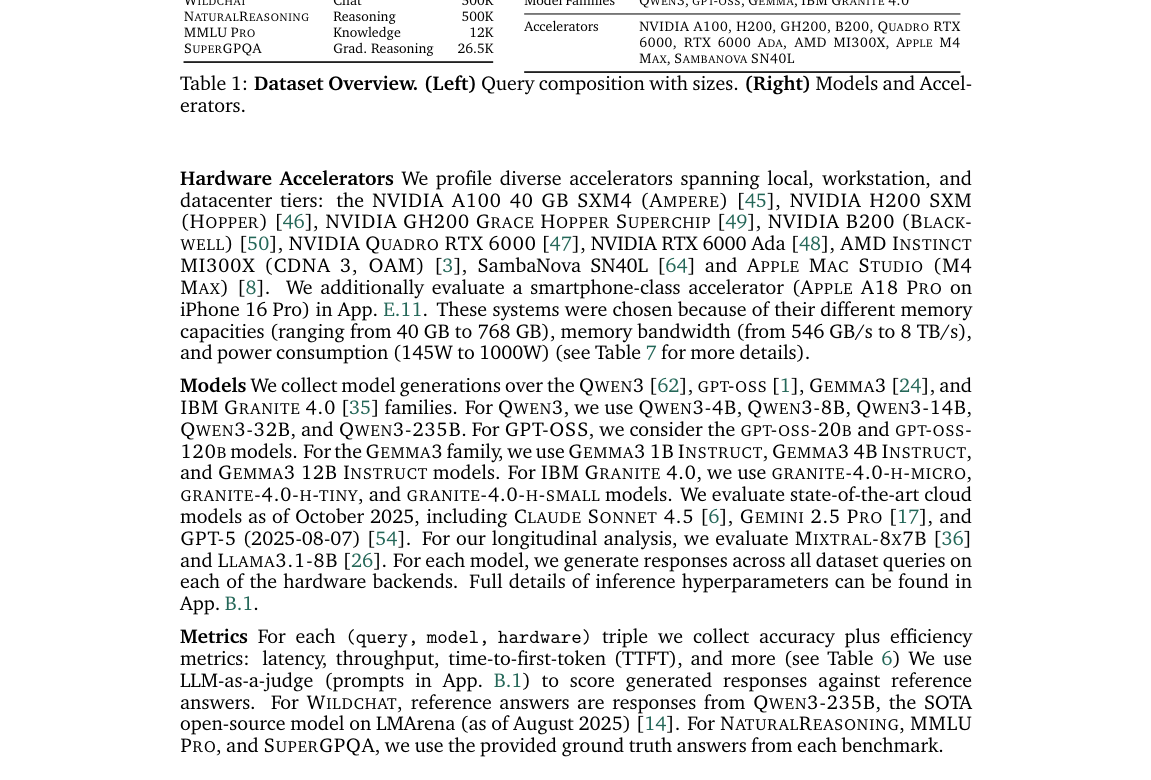 WILDCHAT Chat 500K
NATURALREASONING Reasoning 500K
MMLU PRO Knowledge 12K
SUPERGPQA Grad. Reasoning 26.5K
Model Families QWEN3, GPT-OSS, GEMMA, IBM GRANITE 4.0
Accelerators NVIDIA A100, H200, GH200, B200, QUADRO RTX
6000, RTX 6000 ADA, AMD MI300X, APPLE M4
MAX, SAMBANOVA SN40L
Table 1: Dataset Overview. (Left) Query composition with sizes. (Right) Models and Accel-
erators.
Hardware Accelerators We profile diverse accelerators spanning local, workstation, and
datacenter tiers: the NVIDIA A100 40 GB SXM4 (AMPERE) [45], NVIDIA H200 SXM
(HOPPER) [46], NVIDIA GH200 GRACE HOPPER SUPERCHIP [49], NVIDIA B200 (BLACK-
WELL) [50], NVIDIA QUADRO RTX 6000 [47], NVIDIA RTX 6000 Ada [48], AMD INSTINCT
MI300X (CDNA 3, OAM) [3], SambaNova SN40L [64] and APPLE MAC STUDIO (M4
MAX) [8]. We additionally evaluate a smartphone-class accelerator (APPLE A18 PRO on
iPhone 16 Pro) in App. E.11. These systems were chosen because of their different memory
capacities (ranging from 40 GB to 768 GB), memory bandwidth (from 546 GB/s to 8 TB/s),
and power consumption (145W to 1000W) (see Table 7 for more details).
Models We collect model generations over the QWEN3 [62], GPT-OSS [1], GEMMA3 [24], and
IBM GRANITE 4.0 [35] families. For QWEN3, we use QWEN3-4B, QWEN3-8B, QWEN3-14B,
QWEN3-32B, and QWEN3-235B. For GPT-OSS, we consider the GPT-OSS-20B and GPT-OSS-
120B models. For the GEMMA3 family, we use GEMMA3 1B INSTRUCT, GEMMA3 4B INSTRUCT,
and GEMMA3 12B INSTRUCT models. For IBM GRANITE 4.0, we use GRANITE-4.0-H-MICRO,
GRANITE-4.0-H-TINY, and GRANITE-4.0-H-SMALL models. We evaluate state-of-the-art cloud
models as of October 2025, including CLAUDE SONNET 4.5 [6], GEMINI 2.5 PRO [17], and
GPT-5 (2025-08-07) [54]. For our longitudinal analysis, we evaluate MIXTRAL-8X7B [36]
and LLAMA3.1-8B [26]. For each model, we generate responses across all dataset queries on
each of the hardware backends. Full details of inference hyperparameters can be found in
App. B.1.
Metrics For each (query, model, hardware) triple we collect accuracy plus efficiency
metrics: latency, throughput, time-to-first-token (TTFT), and more (see Table 6) We use
LLM-as-a-judge (prompts in App. B.1) to score generated responses against reference
answers. For WILDCHAT, reference answers are responses from QWEN3-235B, the SOTA
open-source model on LMArena (as of August 2025) [14]. For NATURALREASONING, MMLU
PRO, and SUPERGPQA, we use the provided ground truth answers from each benchmark.